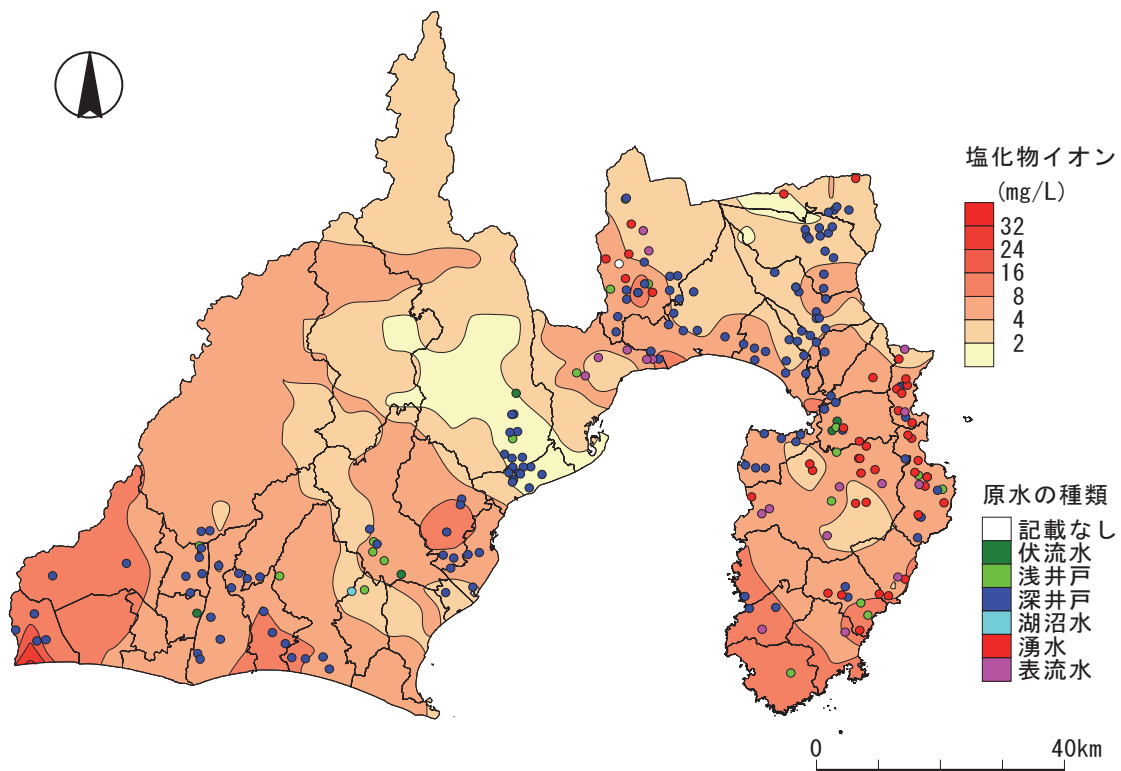 塩化物イオン
(mg/L)
32
24
16
8
4
2
原水の種類
記載なし
伏流水
浅井戸
深井戸
湖沼水
湧水
表流水
0 40km